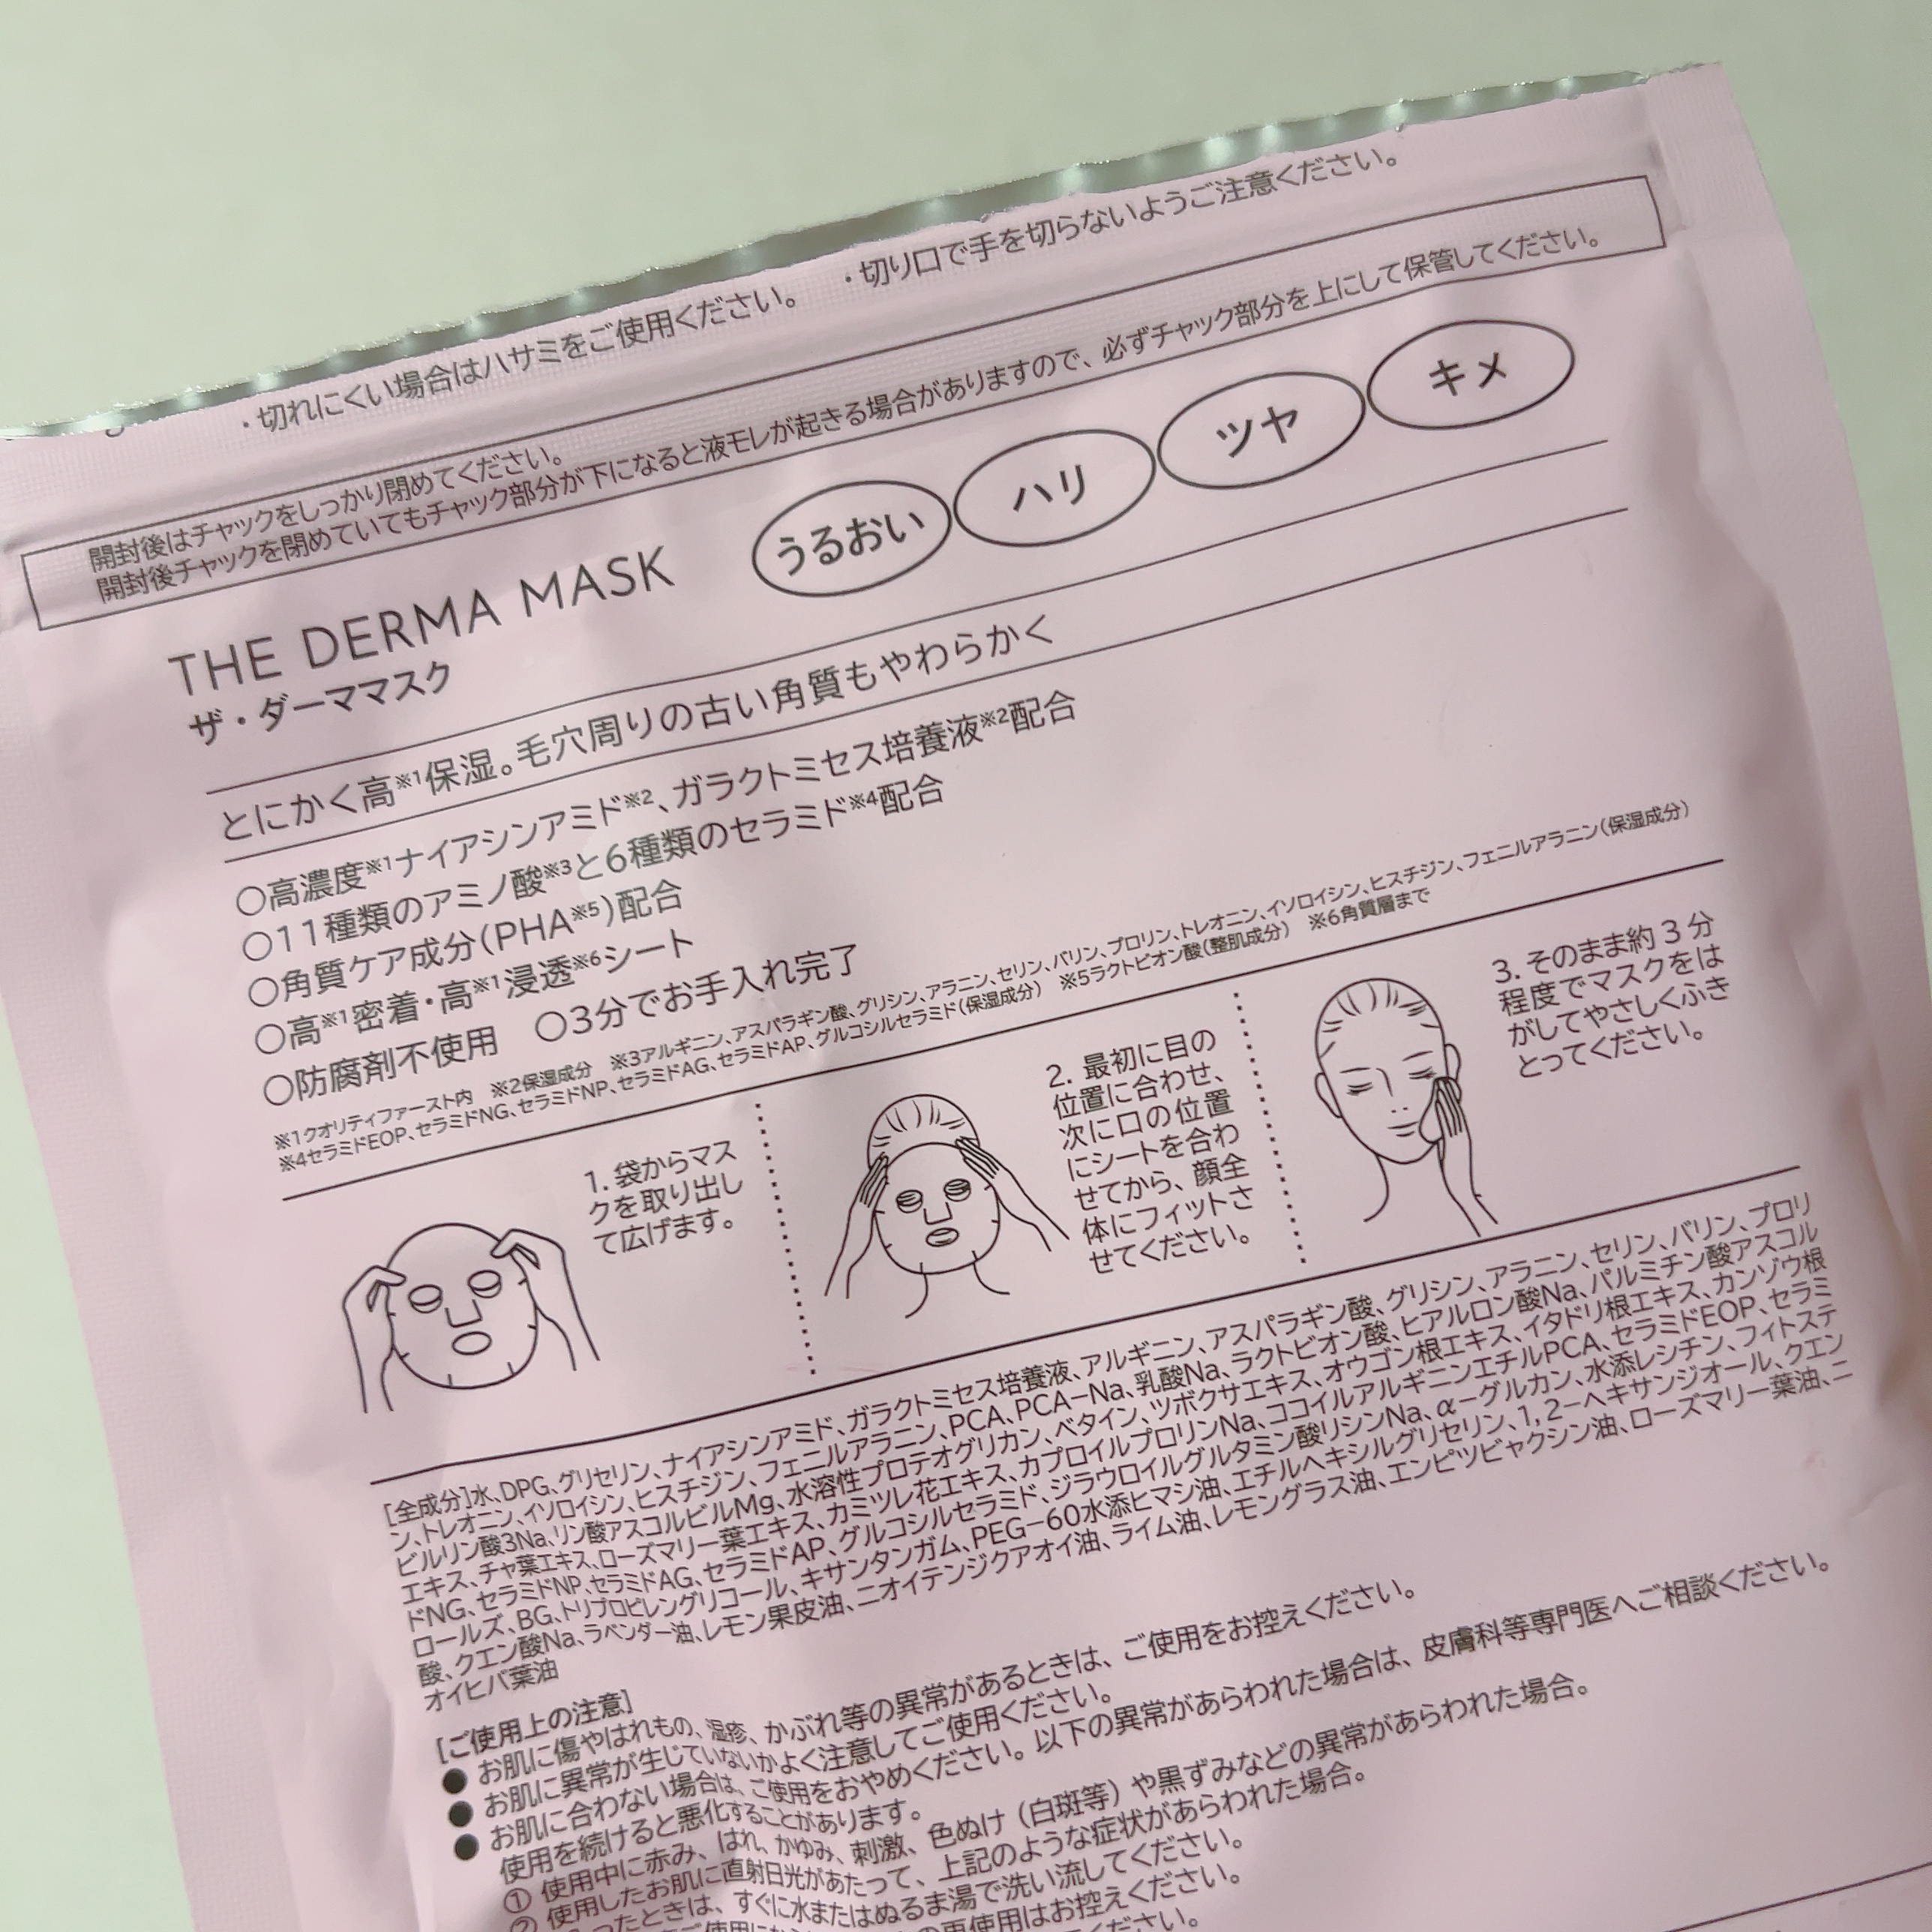 ・切れにくい場合はハサミをご使用ください。　・切り口で手を切らないようご注意ください。
開封後はチャックをしっかり閉めてください。
開封後チャックを閉めていてもチャック部分が下になると液モレが起きる場合がありますので、必ずチャック部分を上にして保管してください。
THE DERMA MASK　うるおい　ハリ　ツヤ　キメ
ザ・ダーママスク
とにかく高※1保湿。毛穴周りの古い角質もやわらかく
○高濃度※1ナイアシンアミド※2、ガラクトミセス培養液※2配合
○11種類のアミノ酸※3と6種類のセラミド※4配合
○角質ケア成分(PHA※5)配合
○高※1密着・高※1浸透※6シート
○防腐剤不使用　○3分でお手入れ完了
※1クオリティファースト内　※2保湿成分　※3アルギニン、アスパラギン酸、グリシン、アラニン、セリン、バリン、プロリン、トレオニン、イソロイシン、ヒスチジン、フェニルアラニン(保湿成分)
※4セラミドEOP、セラミドNG、セラミドNP、セラミドAG、セラミドAP、グルコシルセラミド(保湿成分)　※5ラクトビオン酸(整肌成分)　※6角質層まで
1. 袋からマス
クを取り出し
て広げます。
2. 最初に目の
位置に合わせ、
次に口の位置
にシートを合わ
せてから、顔全
体にフィットさ
せてください。
3. そのまま約3分
程度でマスクをは
がしてやさしくふき
とってください。
[全成分]水、DPG、グリセリン、ナイアシンアミド、ガラクトミセス培養液、アルギニン、アスパラギン酸、グリシン、アラニン、セリン、バリン、プロリ
ン、トレオニン、イソロイシン、ヒスチジン、フェニルアラニン、PCA、PCA-Na、乳酸Na、ラクトビオン酸、ヒアルロン酸Na、パルミチン酸アスコル
ビルリン酸3Na、リン酸アスコルビルMg、水溶性プロテオグリカン、ベタイン、ツボクサエキス、オウゴン根エキス、イタドリ根エキス、カンゾウ根
エキス、チャ葉エキス、ローズマリー葉エキス、カミツレ花エキス、カプロイルプロリンNa、ココイルアルギニンエチルPCA、セラミドEOP、セラミ
ドNG、セラミドNP、セラミドAG、セラミドAP、グルコシルセラミド、ジラウロイルグルタミン酸リシンNa、α-グルカン、水添レシチン、フィトステ
ロールズ、BG、トリプロピレングリコール、キサンタンガム、PEG-60水添ヒマシ油、エチルヘキシルグリセリン、1,2-ヘキサンジオール、クエン
酸、クエン酸Na、ラベンダー油、レモン果皮油、ニオイテンジクアオイ油、ライム油、レモングラス油、エンピツビャクシン油、ローズマリー葉油、ニ
オイヒバ葉油
[ご使用上の注意]
● お肌に傷やはれもの、湿疹、かぶれ等の異常があるときは、ご使用をお控えください。
● お肌に異常が生じていないかよく注意してご使用ください。
● お肌に合わない場合は、ご使用をおやめください。以下の異常があらわれた場合は、皮膚科等専門医へご相談ください。
使用を続けると悪化することがあります。
① 使用中に赤み、はれ、かゆみ、刺激、色ぬけ（白斑等）や黒ずみなどの異常があらわれた場合。
② 使用したお肌に直射日光があたって、上記のような症状があらわれた場合。
ったときは、すぐに水またはぬるま湯で洗い流してください。
の再使用はお控えください。
ください。